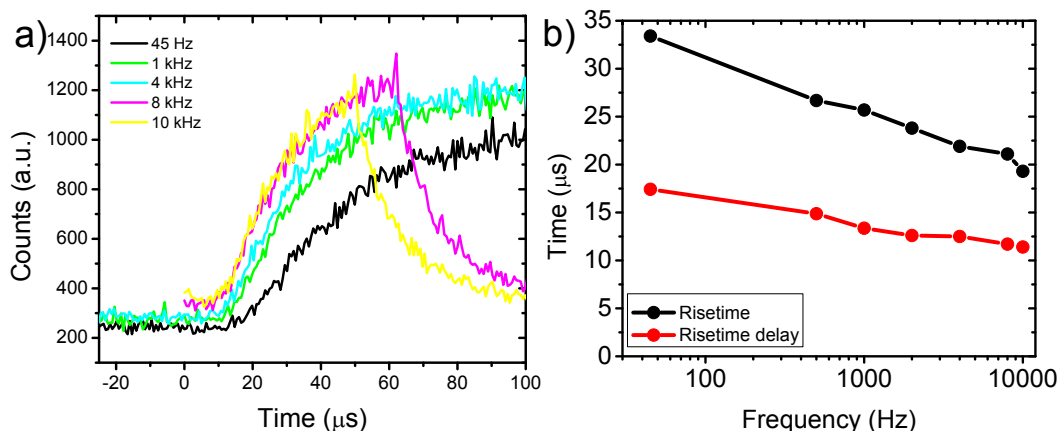 a)
45 Hz
1 kHz
4 kHz
8 kHz
10 kHz
1400
1200
1000
800
600
400
200
Counts (a.u.)
-20 0 20 40 60 80 100
Time (μs)
b)
35
30
25
20
15
10
5
0
Time (μs)
Risetime
Risetime delay
100 1000 10000
Frequency (Hz)